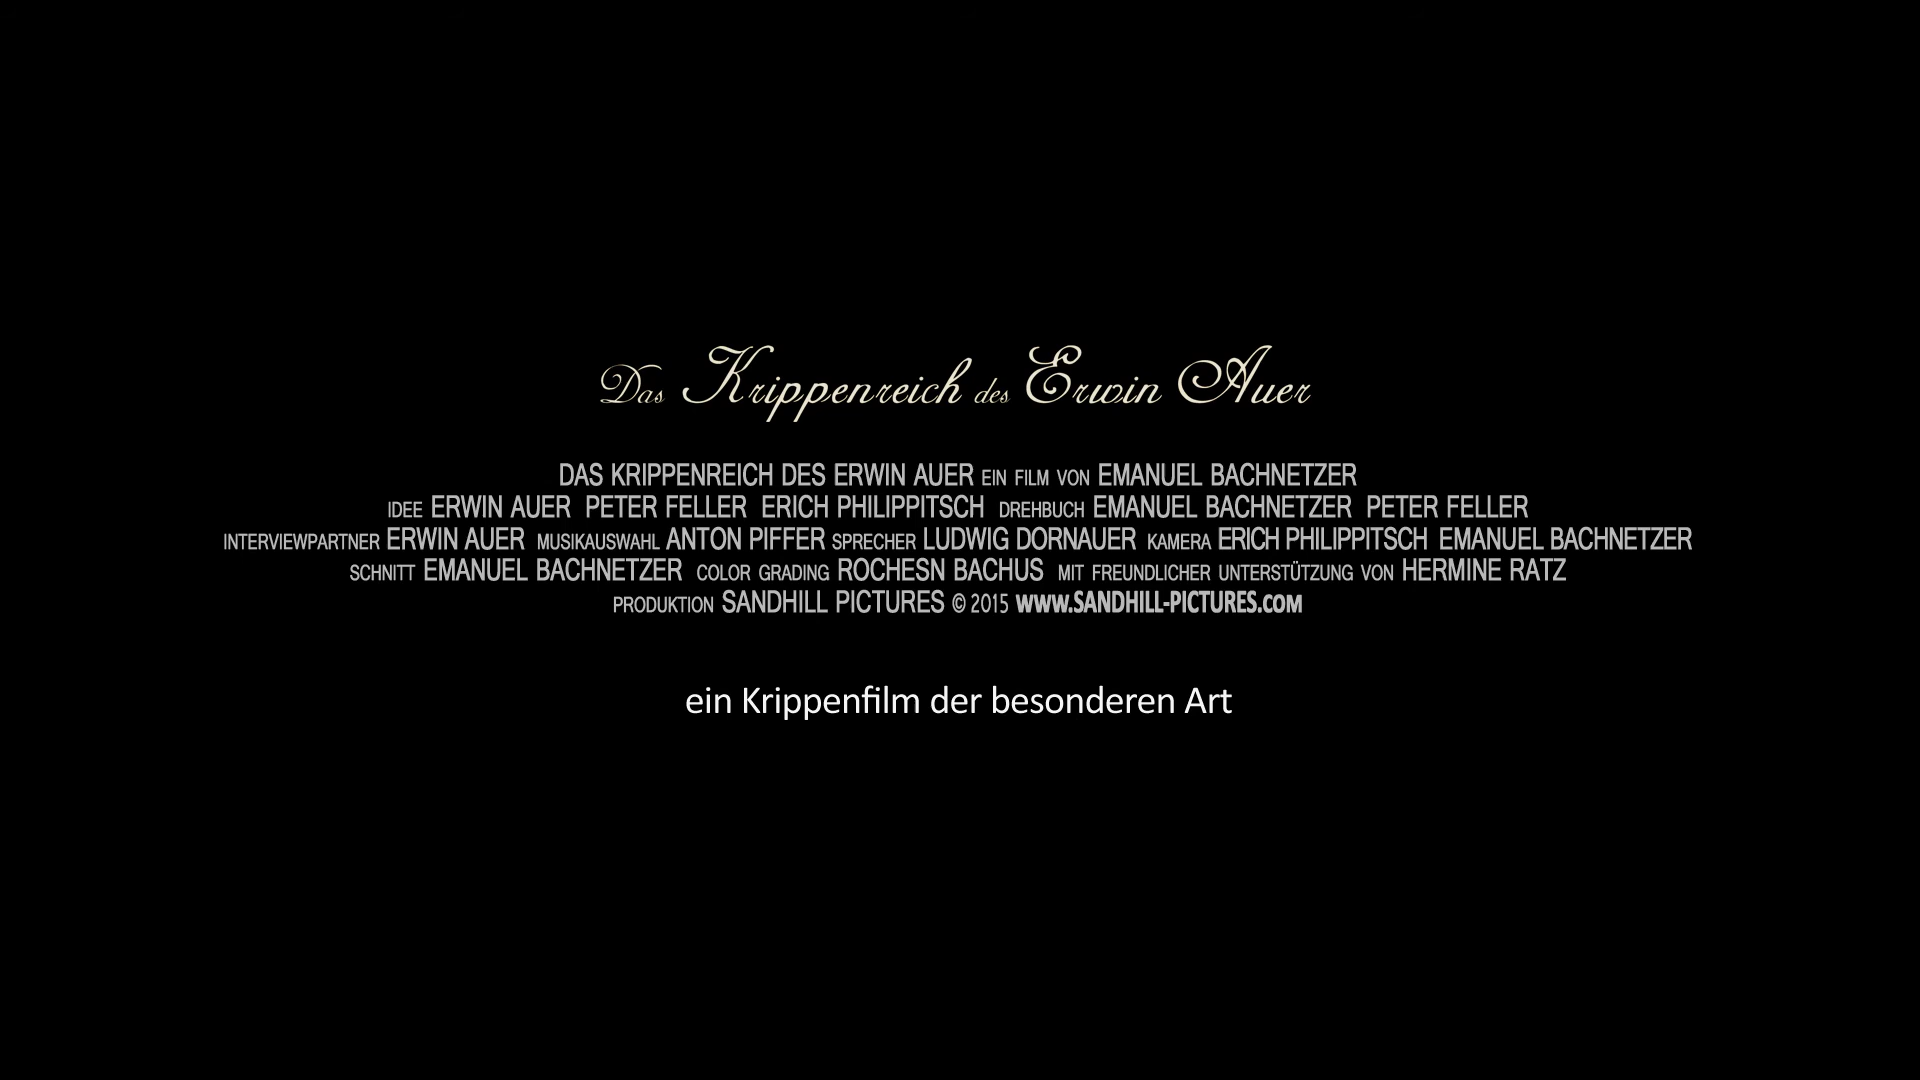 Das Krippenreich des Erwin Auer
DAS KRIPPENREICH DES ERWIN AUER EIN FILM VON EMANUEL BACHNETZER
IDEE ERWIN AUER PETER FELLER ERICH PHILIPPITSCH DREHBUCH EMANUEL BACHNETZER PETER FELLER
INTERVIEWPARTNER ERWIN AUER MUSIKAUSWAHL ANTON PIFFER SPRECHER LUDWIG DORNAUER KAMERA ERICH PHILIPPITSCH EMANUEL BACHNETZER
SCHNITT EMANUEL BACHNETZER COLOR GRADING ROCHESN BACHUS MIT FREUNDLICHER UNTERSTÜTZUNG VON HERMINE RATZ
PRODUKTION SANDHILL PICTURES © 2015 WWW.SANDHILL-PICTURES.COM
ein Krippenfilm der besonderen Art